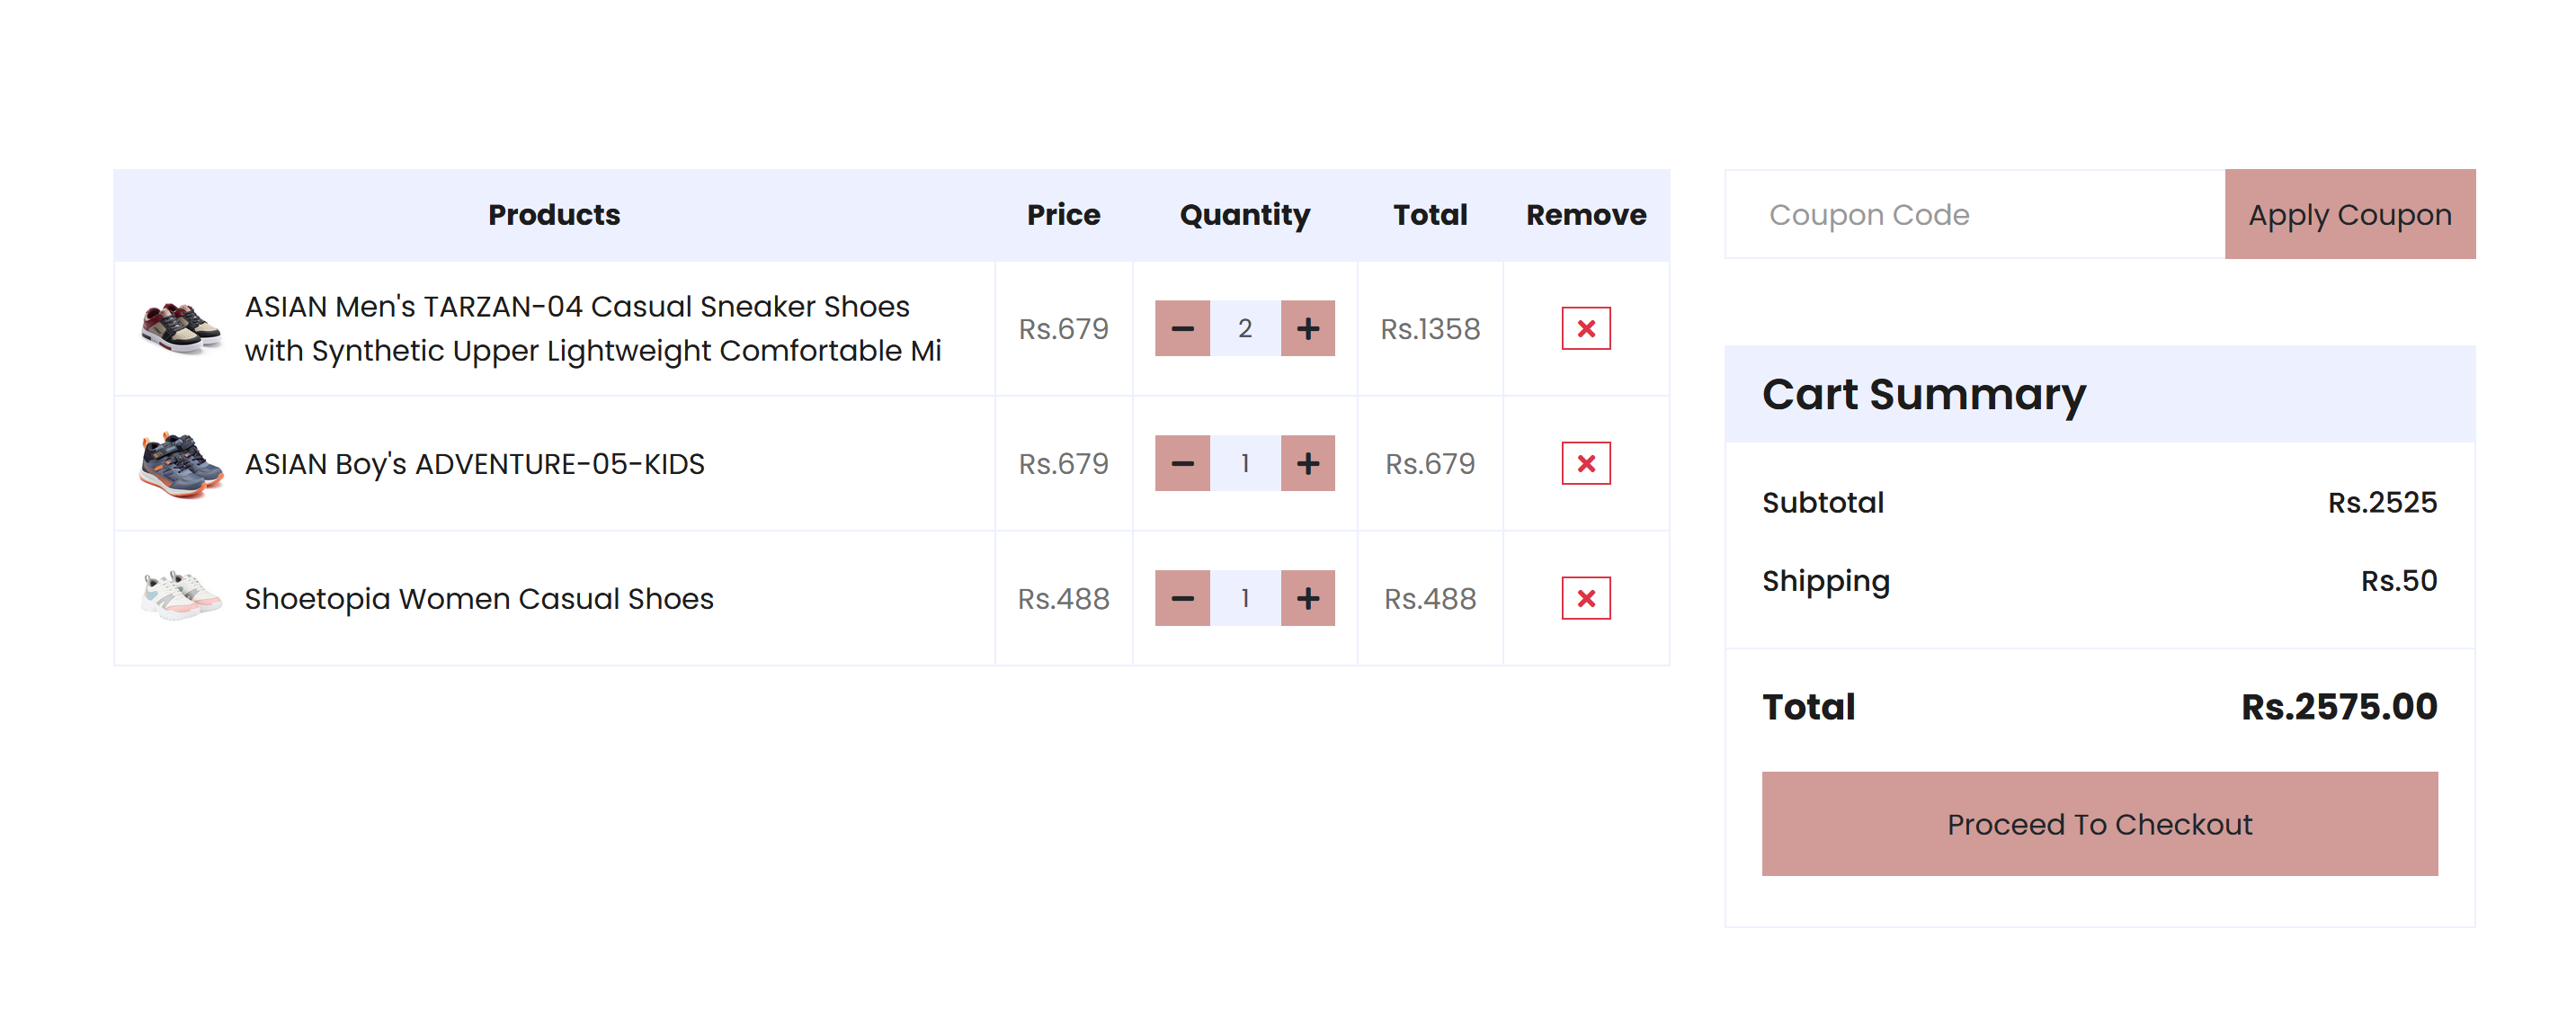 Products Price Quantity Total Remove
ASIAN Men's TARZAN-04 Casual Sneaker Shoes
with Synthetic Upper Lightweight Comfortable Mi
Rs.679 2 Rs.1358
ASIAN Boy's ADVENTURE-05-KIDS Rs.679 1 Rs.679
Shoetopia Women Casual Shoes Rs.488 1 Rs.488
Coupon Code Apply Coupon
Cart Summary
Subtotal Rs.2525
Shipping Rs.50
Total Rs.2575.00
Proceed To Checkout